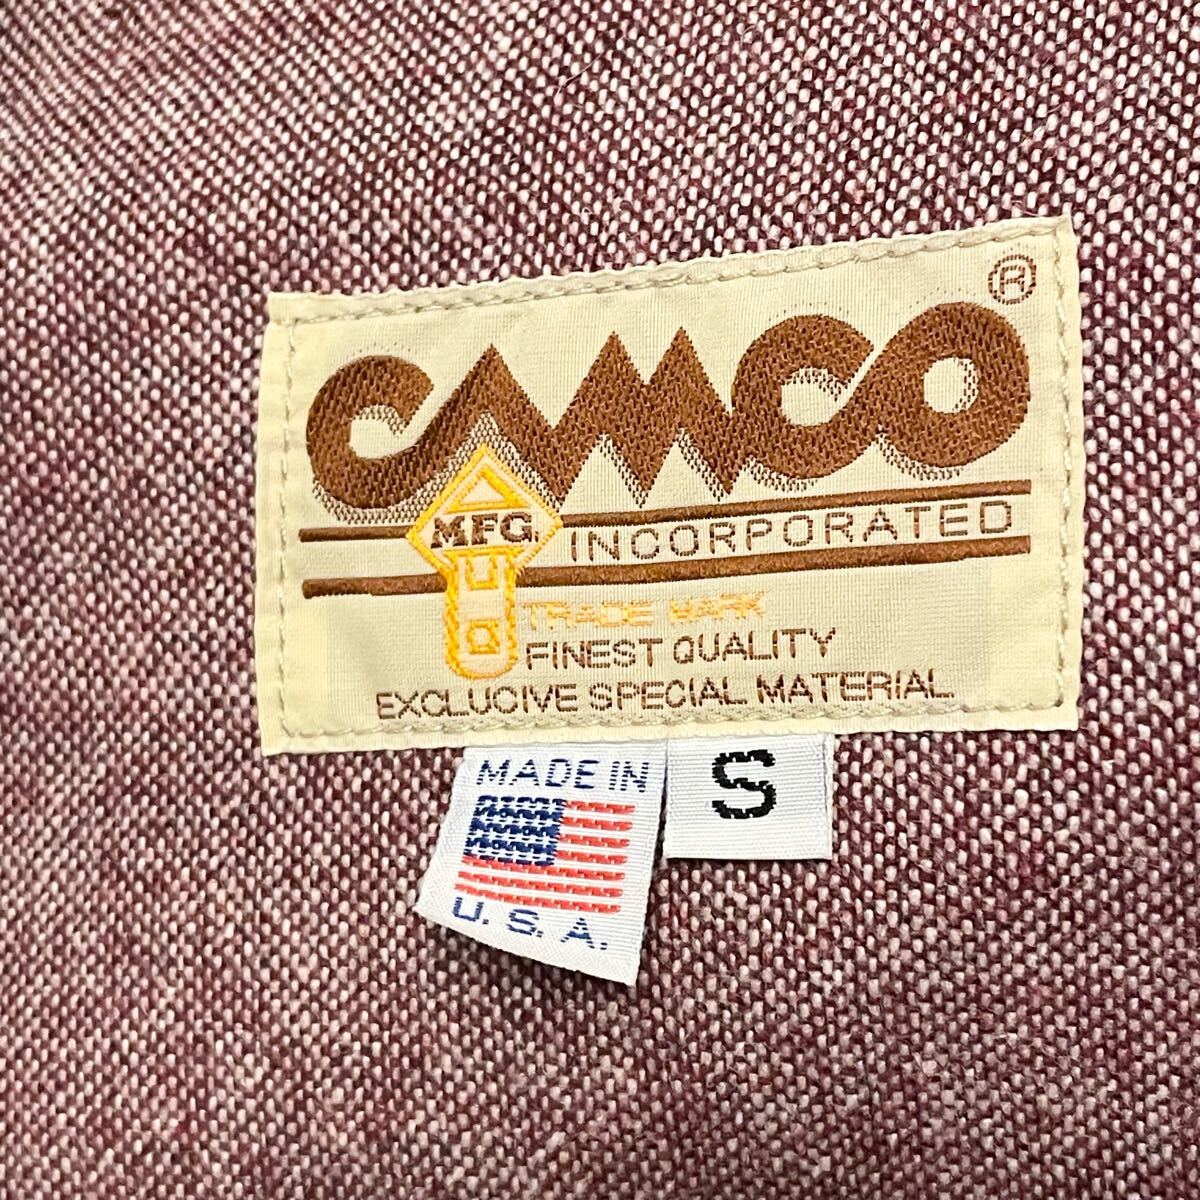 ®
CAMCO
MFG.
INCORPORATED
U
Q
TRADE MARK
FINEST QUALITY
EXCLUCIVE SPECIAL MATERIAL
MADE IN
U.S.A.
S